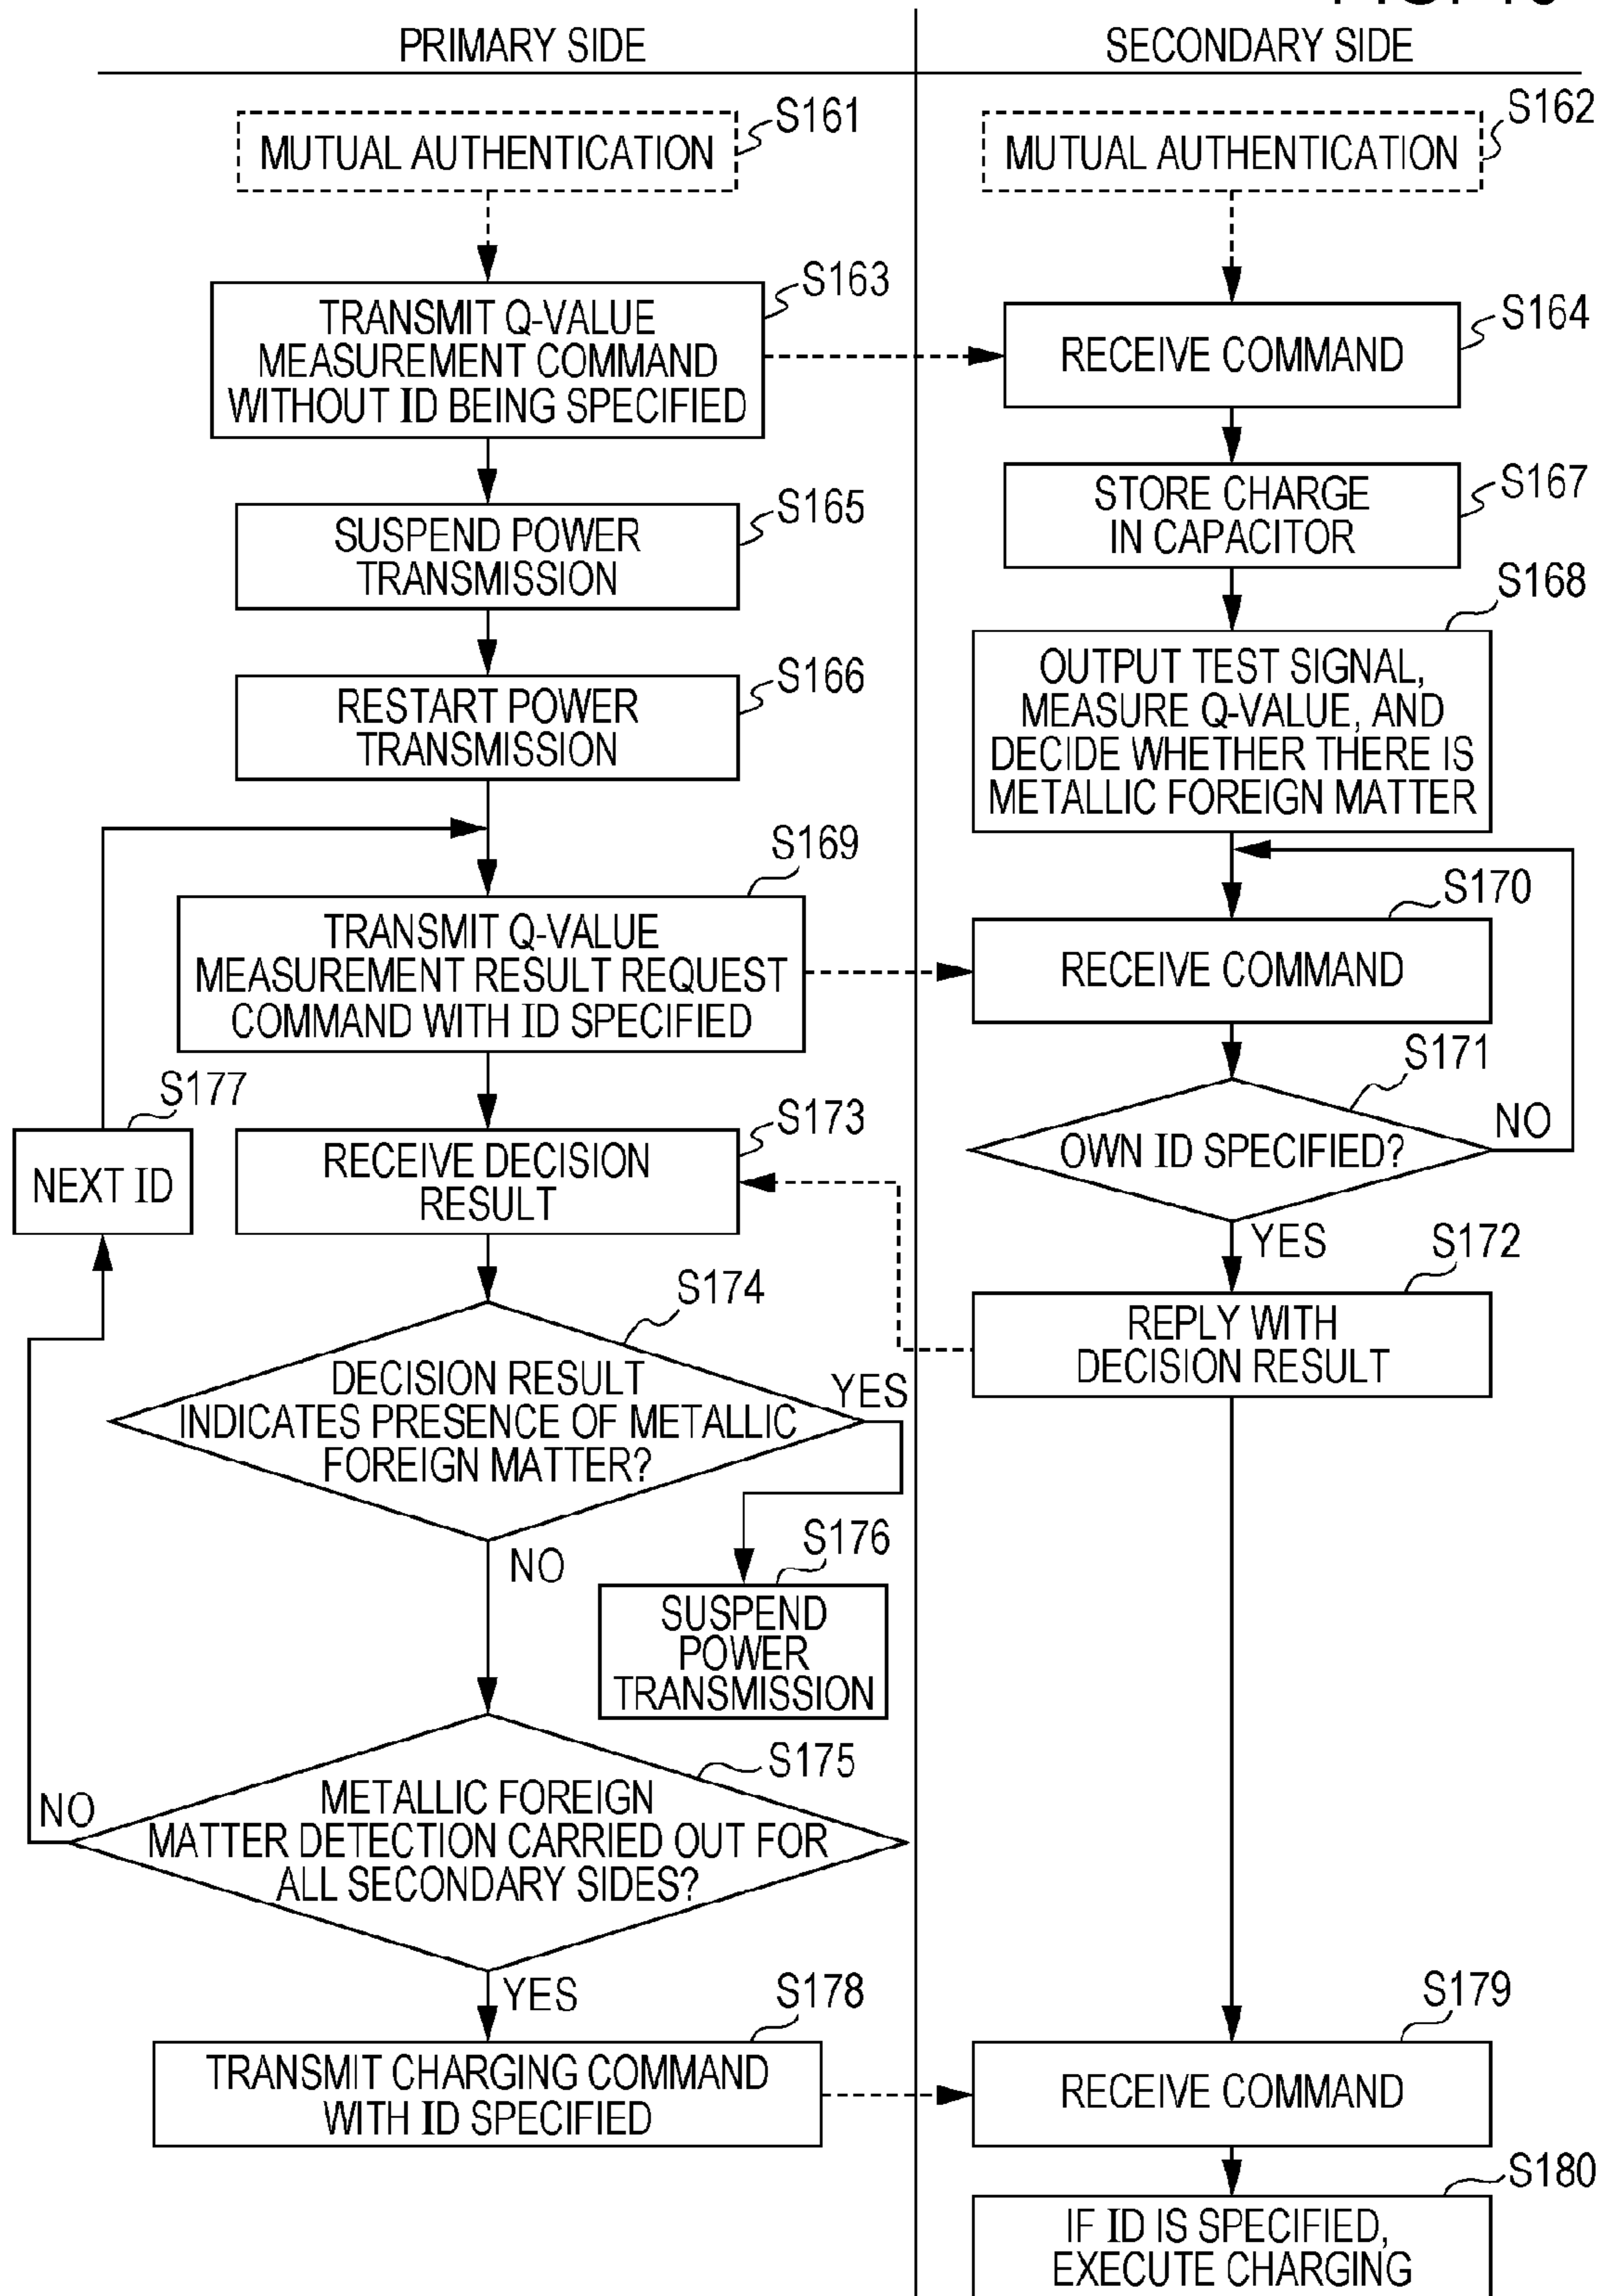 PRIMARY SIDE
SECONDARY SIDE
S161
MUTUAL AUTHENTICATION
S162
MUTUAL AUTHENTICATION
S163
TRANSMIT Q-VALUE
MEASUREMENT COMMAND
WITHOUT ID BEING SPECIFIED
S164
RECEIVE COMMAND
S165
SUSPEND POWER
TRANSMISSION
S167
STORE CHARGE
IN CAPACITOR
S166
RESTART POWER
TRANSMISSION
S168
OUTPUT TEST SIGNAL,
MEASURE Q-VALUE, AND
DECIDE WHETHER THERE IS
METALLIC FOREIGN MATTER
S169
TRANSMIT Q-VALUE
MEASUREMENT RESULT REQUEST
COMMAND WITH ID SPECIFIED
S170
RECEIVE COMMAND
S171
OWN ID SPECIFIED?
NO
YES
S177
NEXT ID
S173
RECEIVE DECISION
RESULT
S172
REPLY WITH
DECISION RESULT
S174
DECISION RESULT
INDICATES PRESENCE OF METALLIC
FOREIGN MATTER?
YES
NO
S176
SUSPEND
POWER
TRANSMISSION
S175
METALLIC FOREIGN
MATTER DETECTION CARRIED OUT FOR
ALL SECONDARY SIDES?
NO
YES
S178
TRANSMIT CHARGING COMMAND
WITH ID SPECIFIED
S179
RECEIVE COMMAND
S180
IF ID IS SPECIFIED,
EXECUTE CHARGING